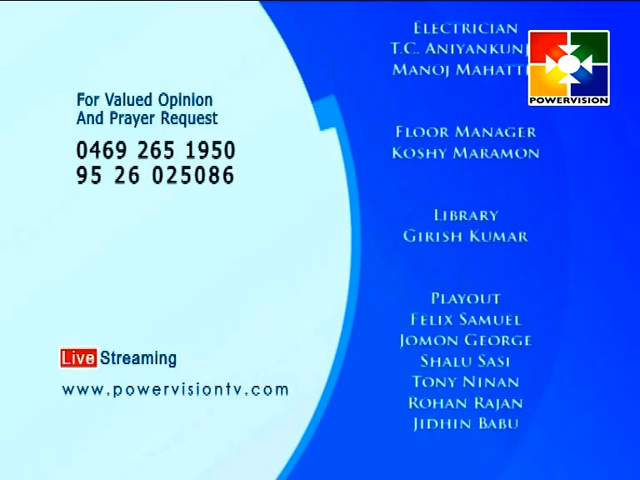 For Valued Opinion
And Prayer Request
0469 265 1950
95 26 025086
Live Streaming
www.powervisiontv.com
ELECTRICIAN
T.C.
MANOJ
FLOOR MANAGER
KOSHY MARAMON
LIBRARY
GIRISH KUMAR
PLAYOUT
FELIX SAMUEL
JOMON GEORGE
SHALU SASI
TONY NINAN
ROHAN RAJAN
JIDHIN BABU
POWERVISION